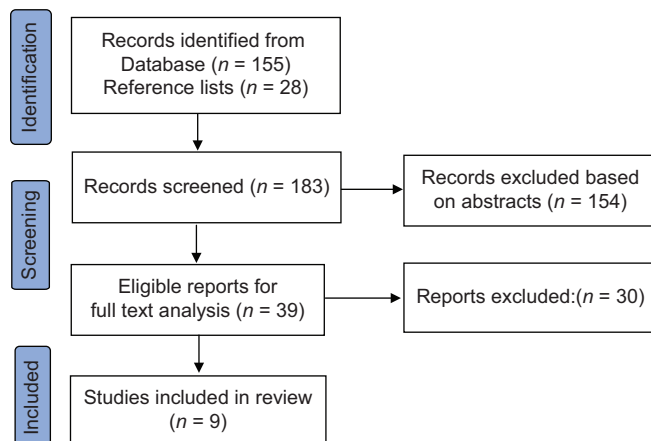 Identification
Records identified from
Database (n = 155)
Reference lists (n = 28)
Screening
Records screened (n = 183)
Records excluded based
on abstracts (n = 154)
Eligible reports for
full text analysis (n = 39)
Reports excluded:(n = 30)
Included
Studies included in review
(n = 9)